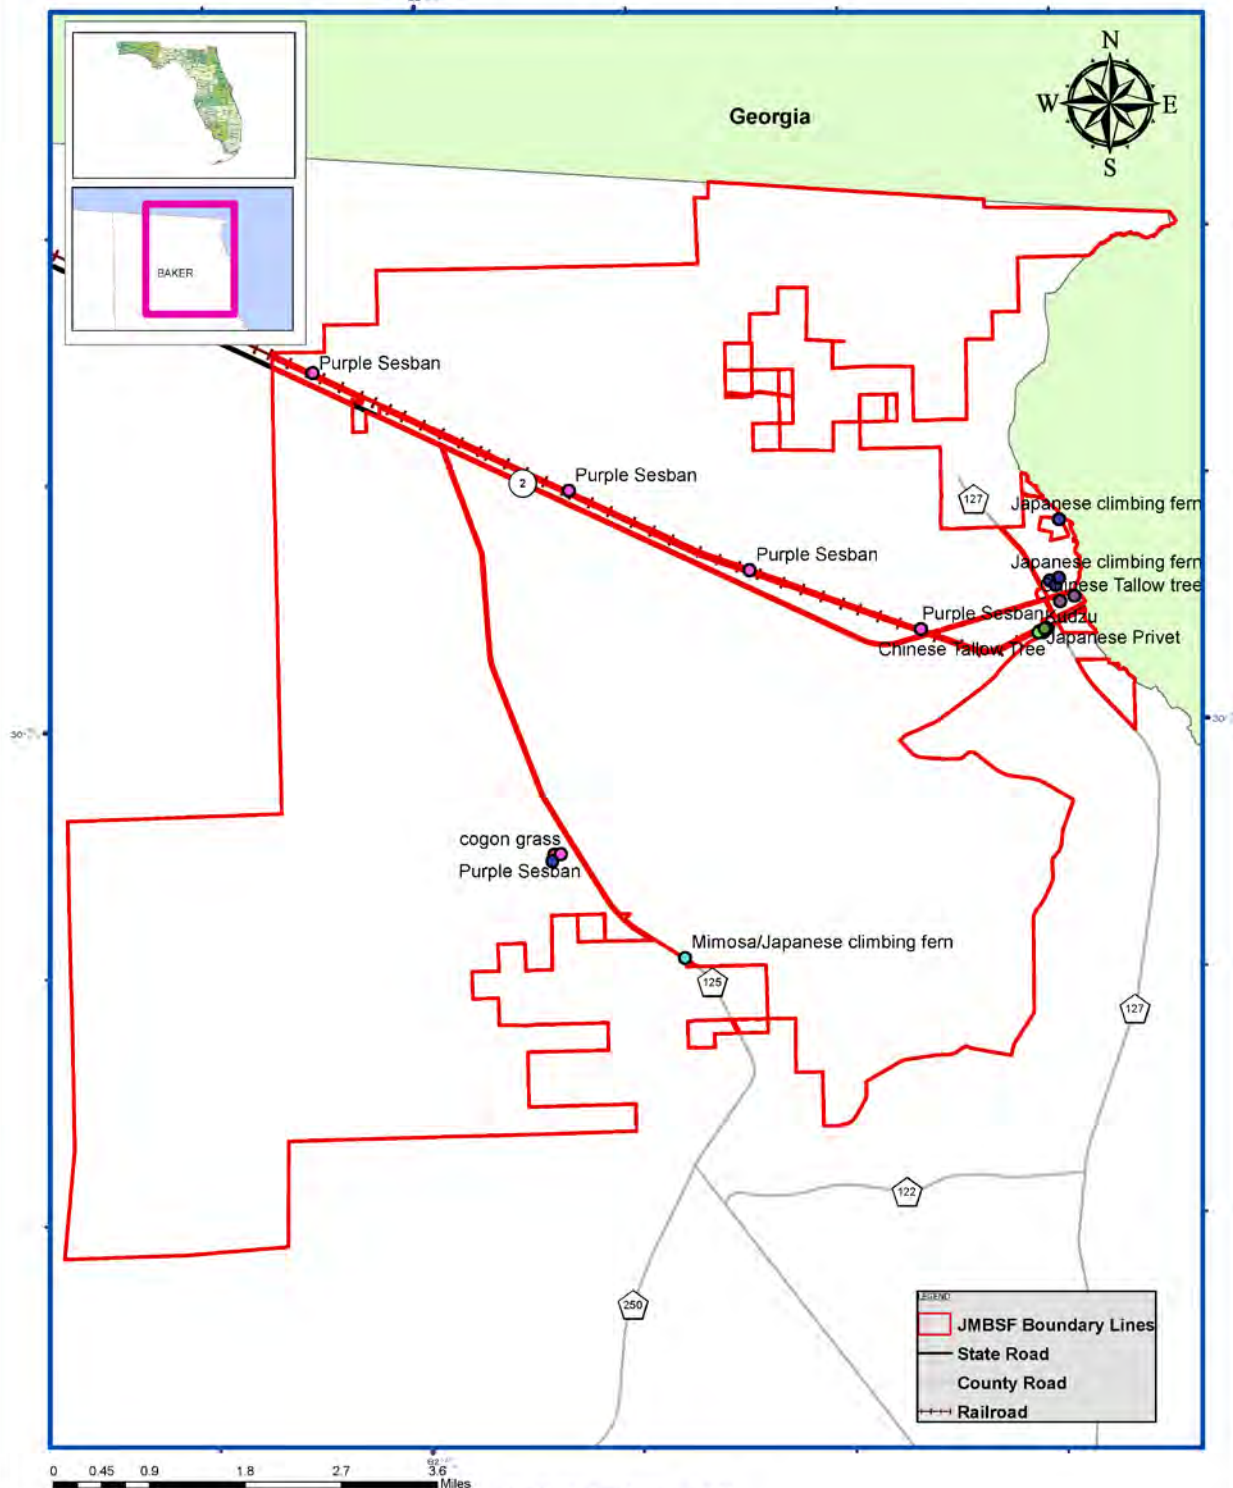 Georgia
N
W
E
S
BAKER
Purple Sesban
2
Purple Sesban
127
Japanese climbing fern
Purple Sesban
Japanese climbing fern
Chinese Tallow tree
Purple Sesban
Kudzu
Chinese Tallow Tree
Japanese Privet
cogon grass
Purple Sesban
Mimosa/Japanese climbing fern
125
127
122
250
LEGEND
JMBSF Boundary Lines
State Road
County Road
Railroad
0 0.45 0.9 1.8 2.7 3.6
Miles